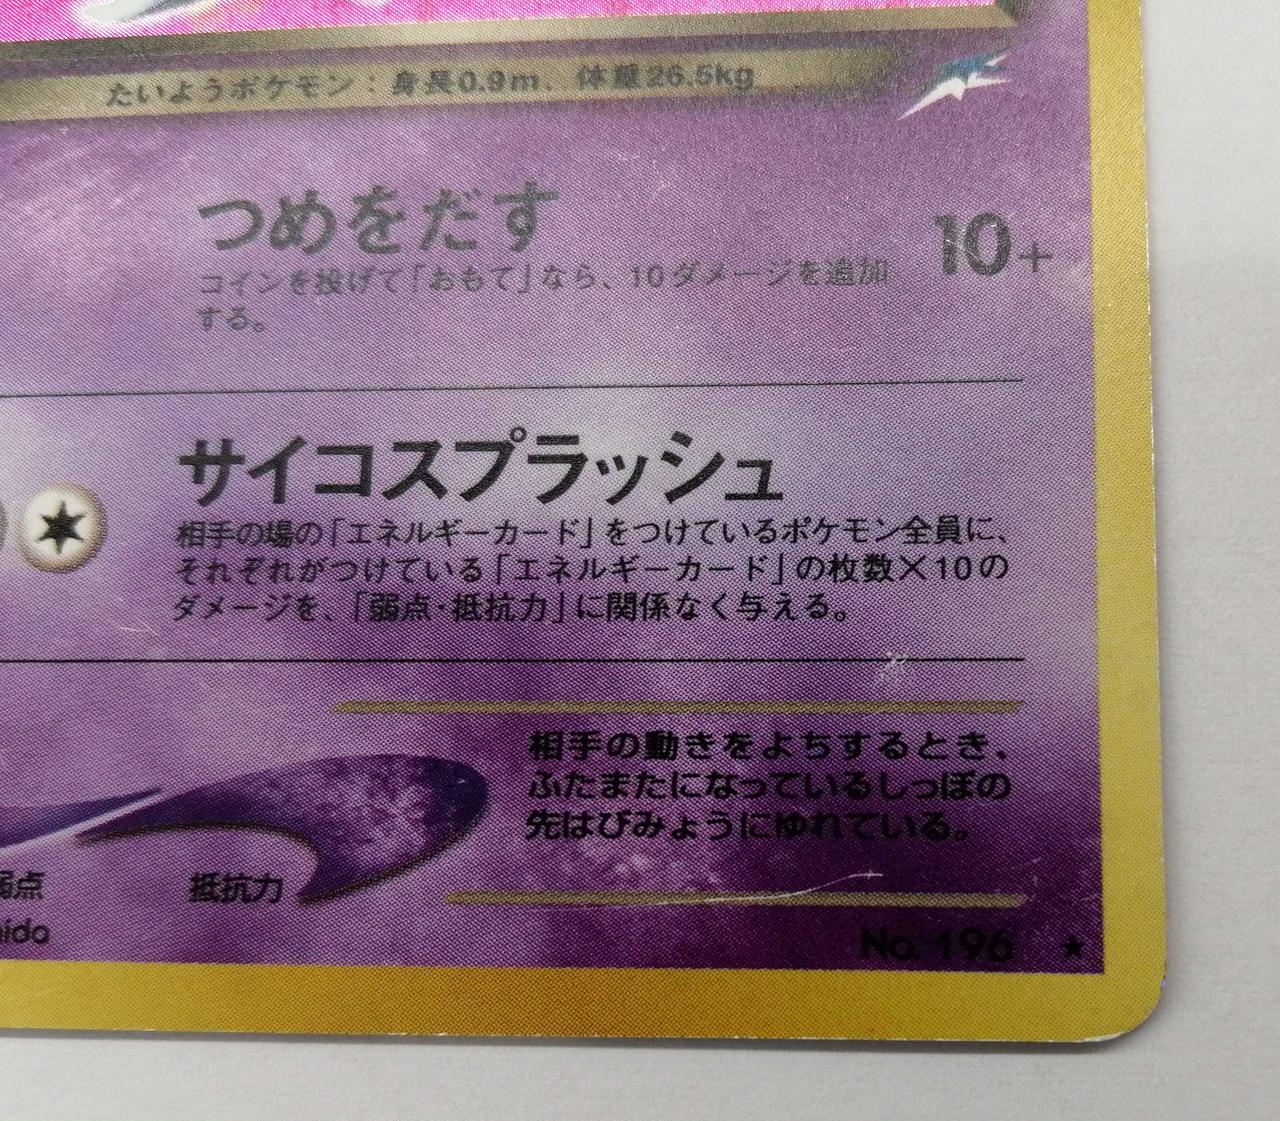 たいようポケモン：身長0.9m、体重26.5kg
つめをだす
10+
コインを投げて「おもて」なら、10ダメージを追加
する。
サイコスプラッシュ
相手の場の「エネルギーカード」をつけているポケモン全員に、
それぞれがつけている「エネルギーカード」の枚数×10の
ダメージを、「弱点・抵抗力」に関係なく与える。
相手の動きをよちするとき、
ふたまたになっているしっぽの
先はびみょうにゆれている。
弱点
抵抗力
No. 196 ★